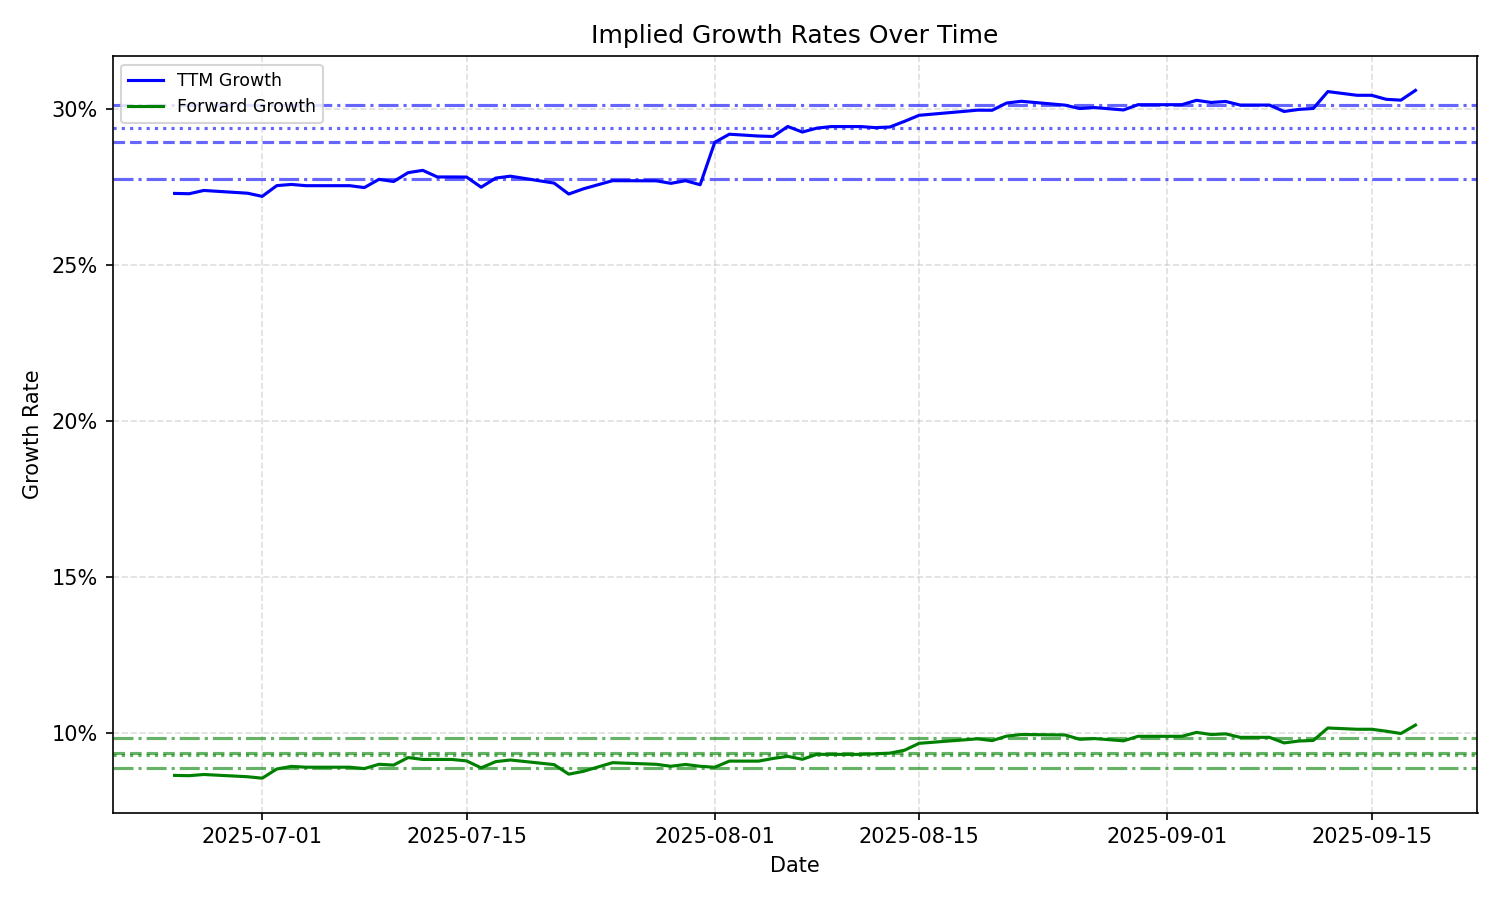 Implied Growth Rates Over Time
TTM Growth
Forward Growth
30%
25%
20%
15%
10%
Growth Rate
2025-07-01
2025-07-15
2025-08-01
2025-08-15
2025-09-01
2025-09-15
Date